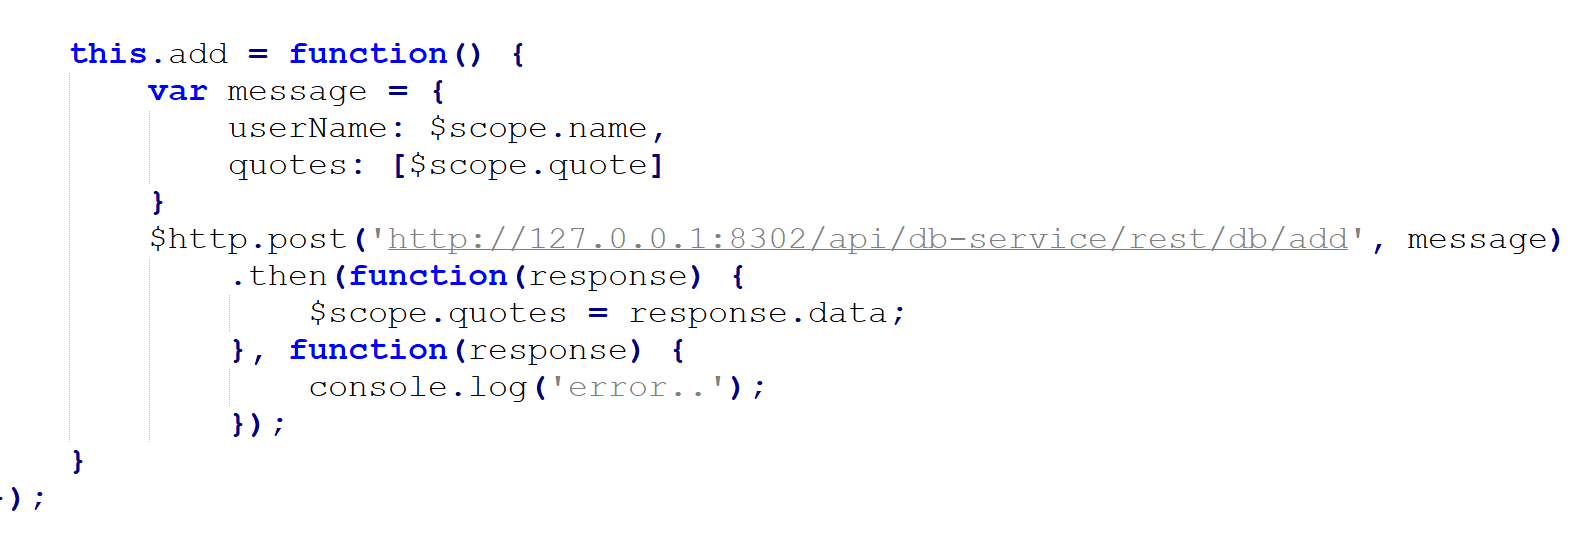 this.add = function() {
var message = {
userName: $scope.name,
quotes: [$scope.quote]
}
$http.post('http://127.0.0.1:8302/api/db-service/rest/db/add', message)
.then(function(response) {
$scope.quotes = response.data;
}, function(response) {
console.log('error..');
});
}
});